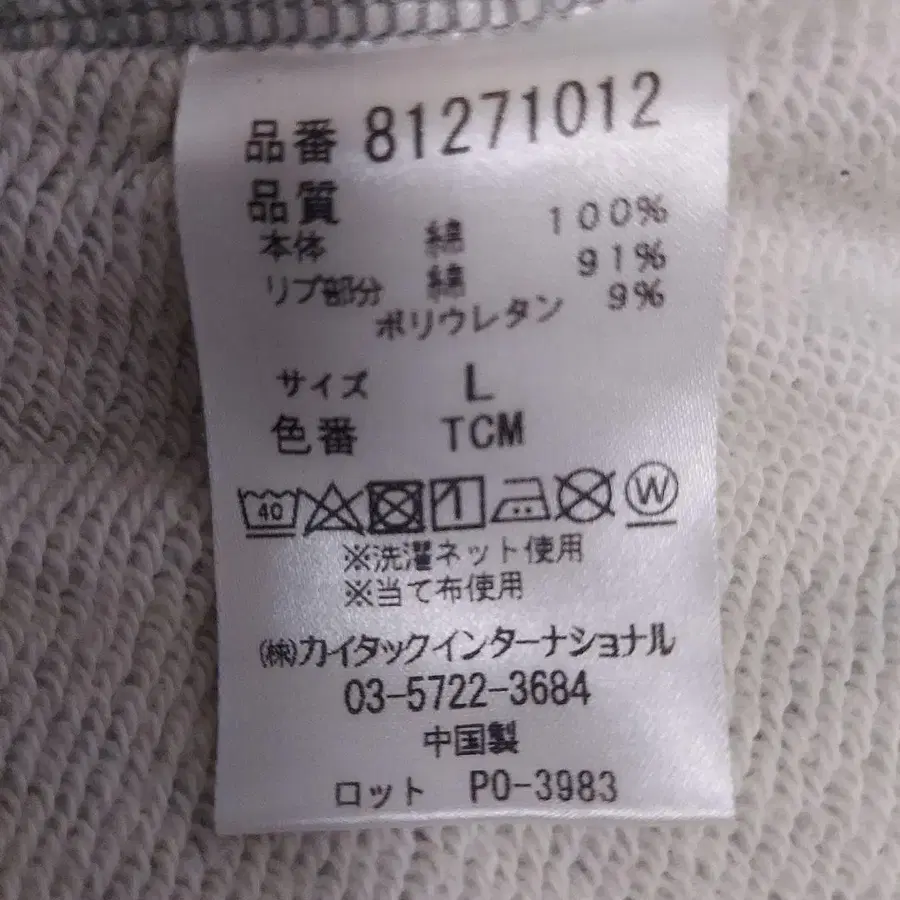 品番 81271012
品質
本体 綿 100%
リブ部分 綿 91%
ポリウレタン 9%
サイズ L
色番 TCM
40 W
※洗濯ネット使用
※当て布使用
㈱カイタックインターナショナル
03-5722-3684
中国製
ロット PO-3983